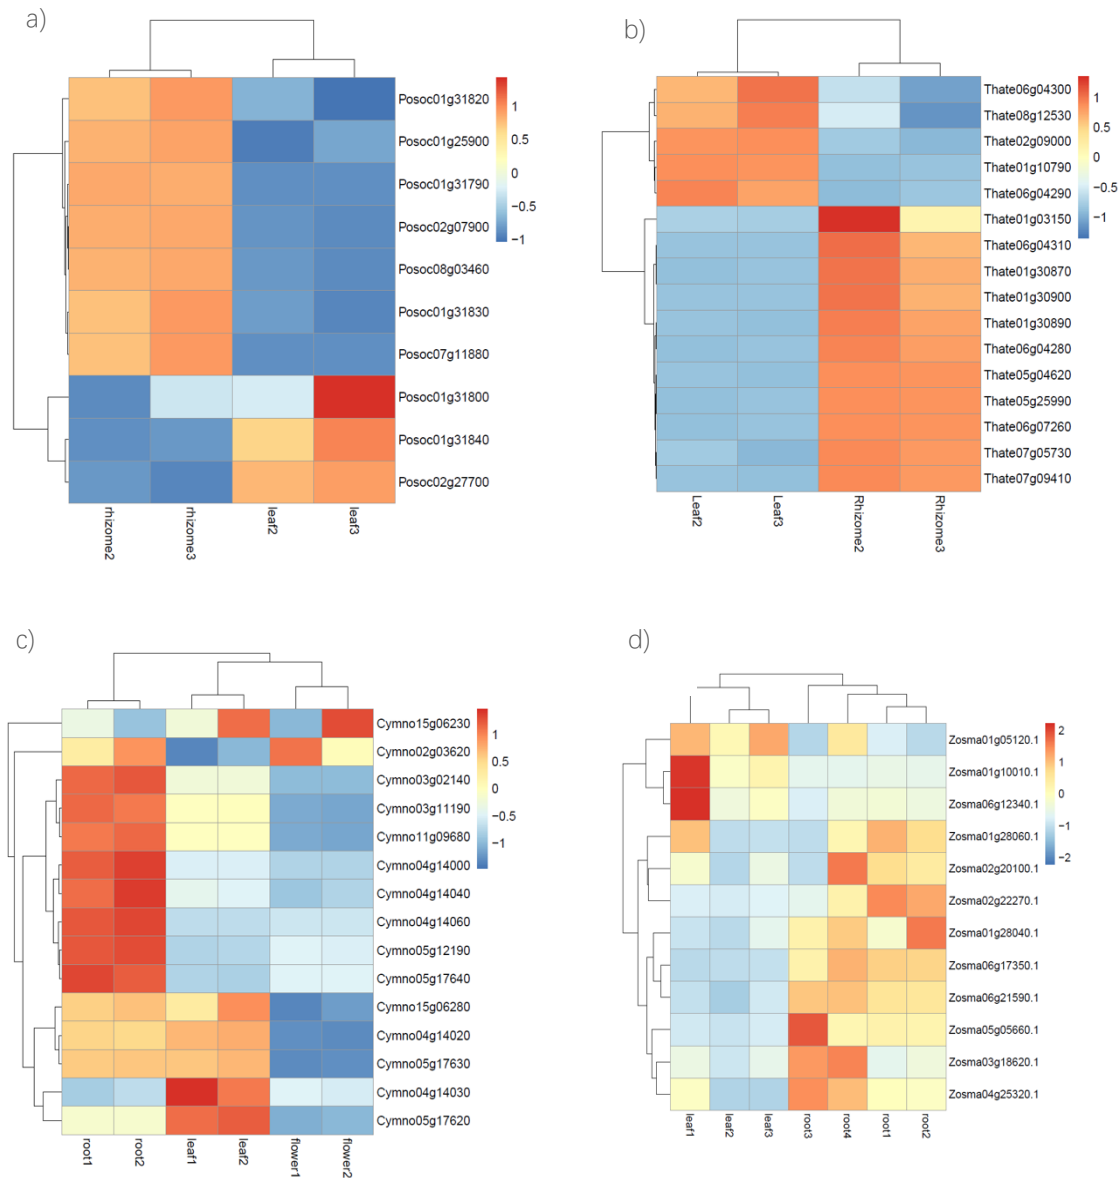 a)
1
0.5
0
−0.5
−1
Posoc01g31820
Posoc01g25900
Posoc01g31790
Posoc02g07900
Posoc08g03460
Posoc01g31830
Posoc07g11880
Posoc01g31800
Posoc01g31840
Posoc02g27700
rhizome2
rhizome3
leaf2
leaf3
b)
1
0.5
0
−0.5
−1
Thate06g04300
Thate08g12530
Thate02g09000
Thate01g10790
Thate06g04290
Thate01g03150
Thate06g04310
Thate01g30870
Thate01g30900
Thate01g30890
Thate06g04280
Thate05g04620
Thate05g25990
Thate06g07260
Thate07g05730
Thate07g09410
Leaf2
Leaf3
Rhizome2
Rhizome3
c)
1
0.5
0
−0.5
−1
Cymno15g06230
Cymno02g03620
Cymno03g02140
Cymno03g11190
Cymno11g09680
Cymno04g14000
Cymno04g14040
Cymno04g14060
Cymno05g12190
Cymno05g17640
Cymno15g06280
Cymno04g14020
Cymno05g17630
Cymno04g14030
Cymno05g17620
root1
root2
leaf1
leaf2
flower1
flower2
d)
2
1
0
−1
−2
Zosma01g05120.1
Zosma01g10010.1
Zosma06g12340.1
Zosma01g28060.1
Zosma02g20100.1
Zosma02g22270.1
Zosma01g28040.1
Zosma06g17350.1
Zosma06g21590.1
Zosma05g05660.1
Zosma03g18620.1
Zosma04g25320.1
leaf1
leaf2
leaf3
root3
root4
root1
root2